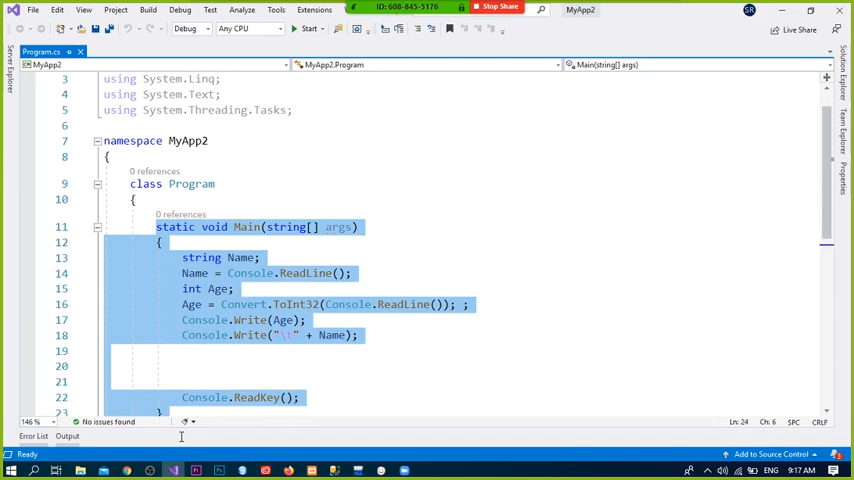 File Edit View Project Build Debug Test Analyze Tools Extensions
ID: 608-845-5176 Stop Share
MyApp2
SR
Debug Any CPU Start Live Share
Program.cs
MyApp2 MyApp2.Program Main(string[] args)
Server Explorer
Solution Explorer
Team Explorer
Properties
3 using System.Linq;
4 using System.Text;
5 using System.Threading.Tasks;
6
7 namespace MyApp2
8 {
0 references
9 class Program
10 {
0 references
11 static void Main(string[] args)
12 {
13 string Name;
14 Name = Console.ReadLine();
15 int Age;
16 Age = Convert.ToInt32(Console.ReadLine()); ;
17 Console.Write(Age);
18 Console.Write("\t" + Name);
19
20
21
22 Console.ReadKey();
23 }
146 % No issues found Ln: 24 Ch: 6 SPC CRLF
Error List Output
Ready Add to Source Control 3
ENG 9:17 AM